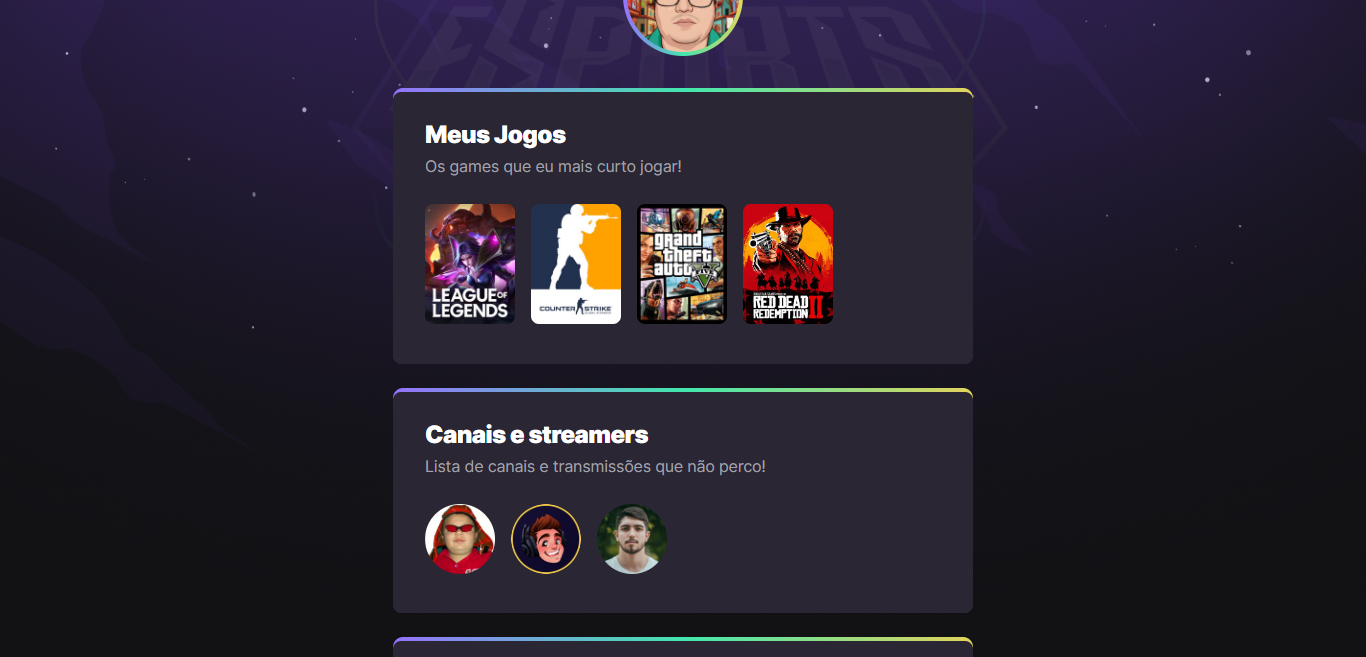 ESPORTS
Meus Jogos
Os games que eu mais curto jogar!
LEAGUE OF
LEGENDS
COUNTER STRIKE
grand
theft
auto V
FIVE
RED DEAD
REDEMPTION II
Canais e streamers
Lista de canais e transmissões que não perco!